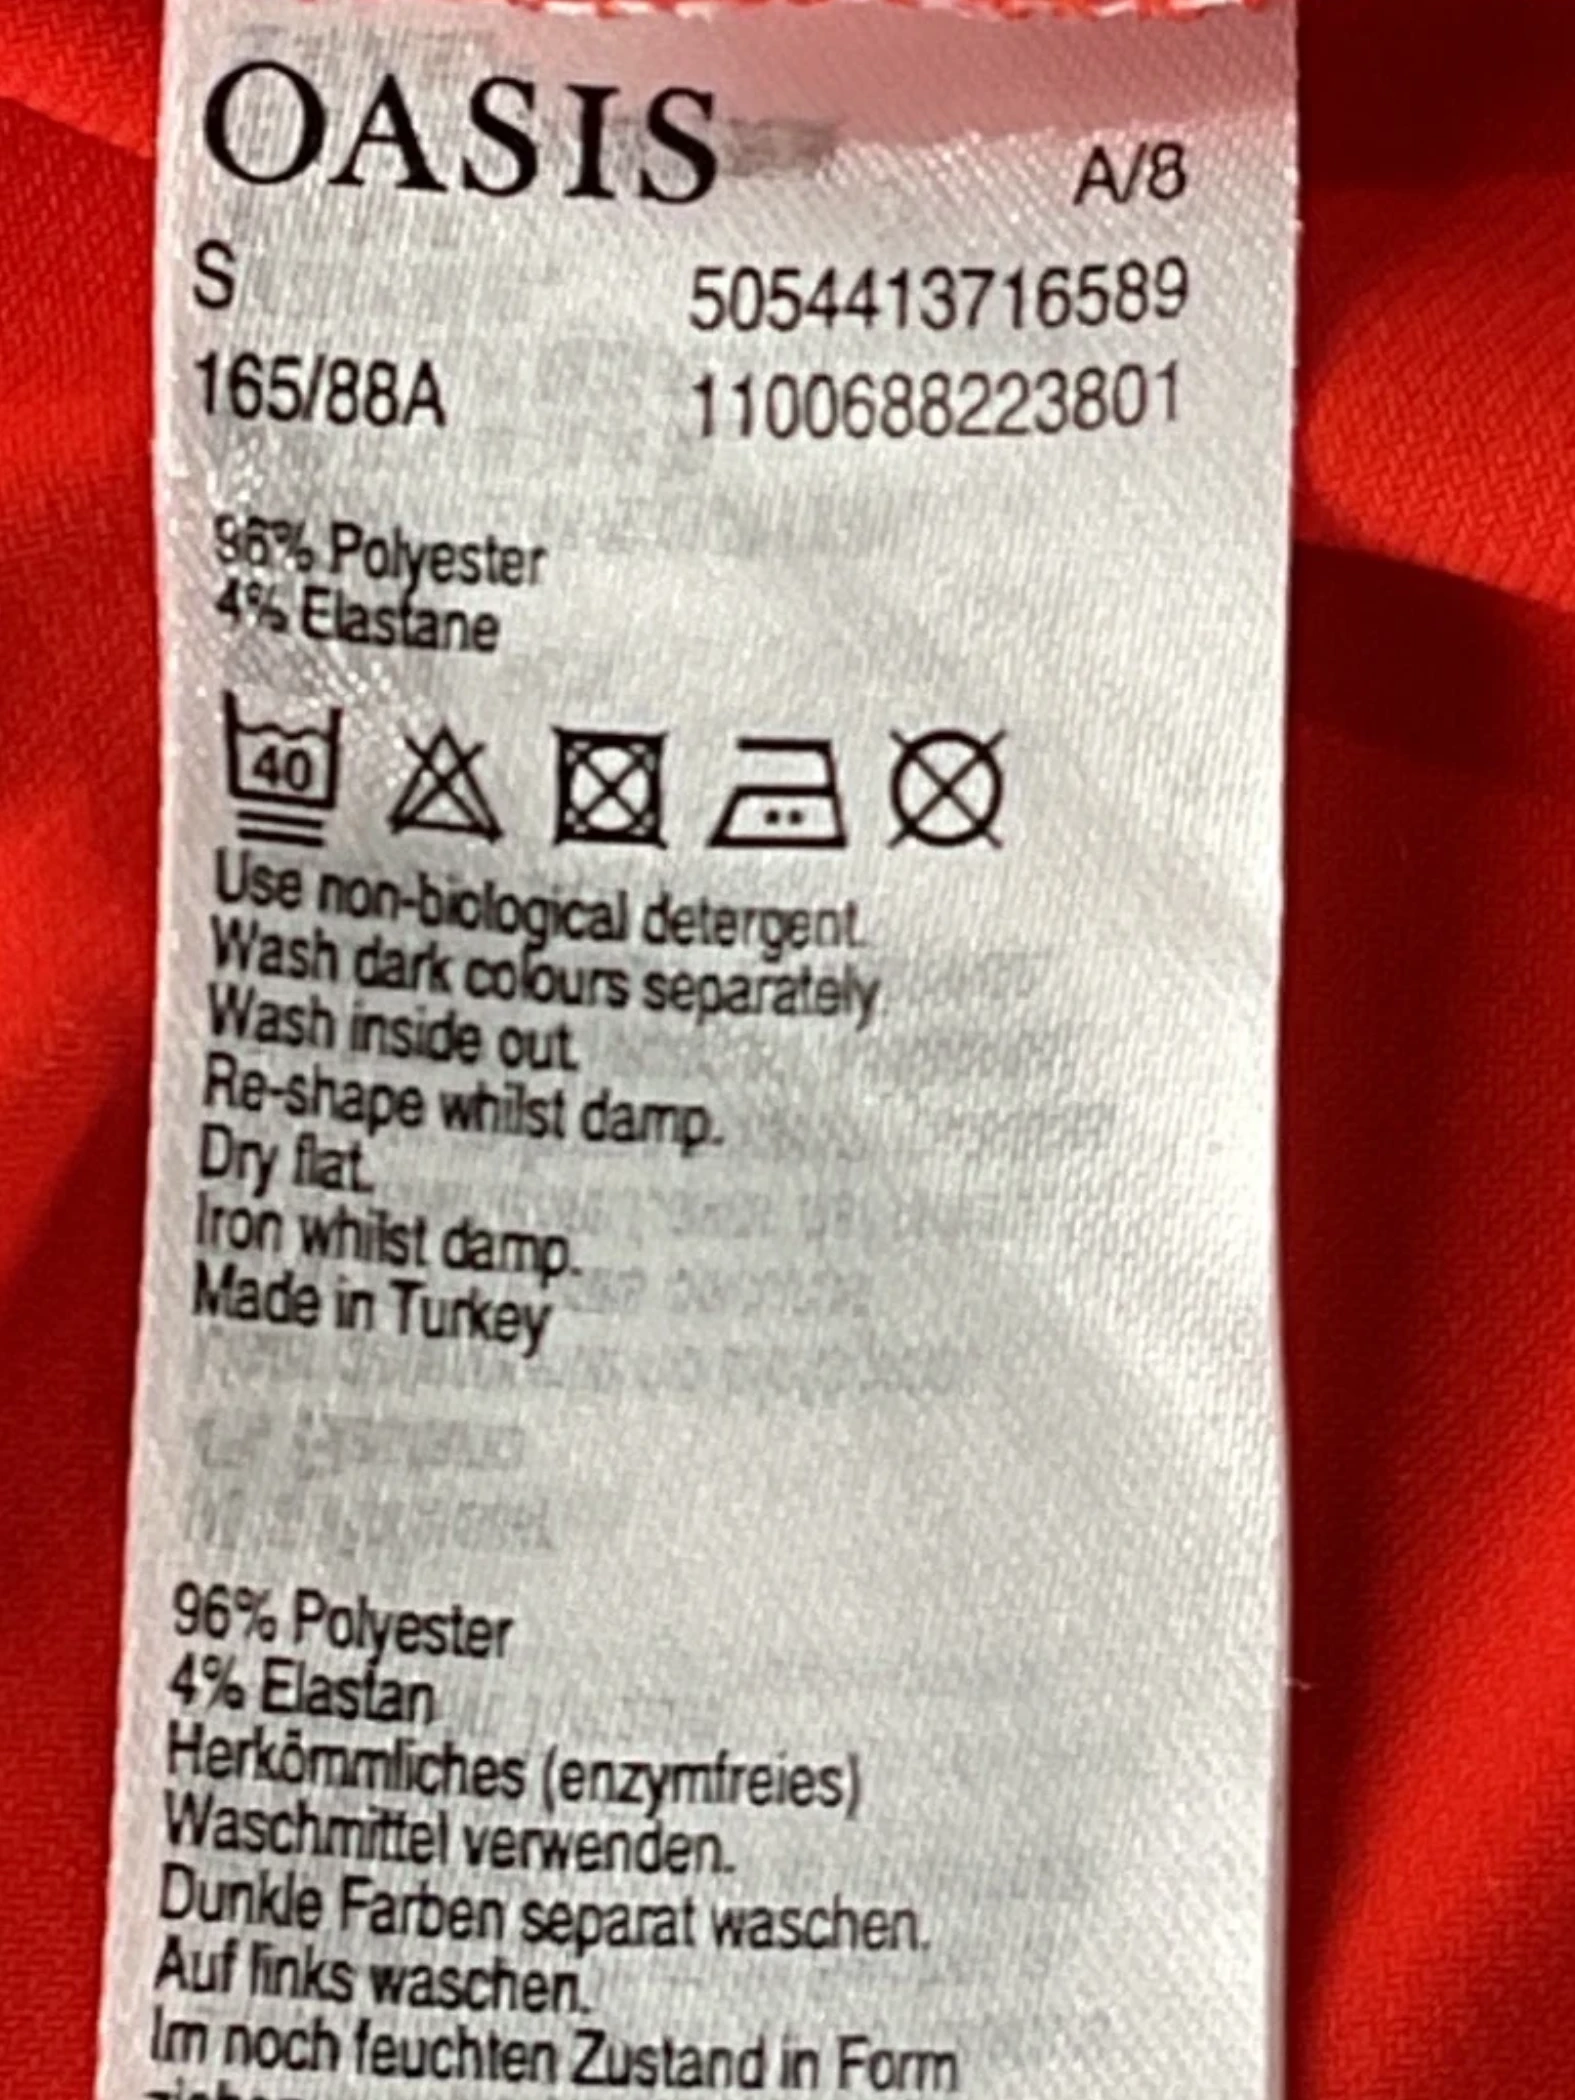 OASIS
A/8
S 5054413716589
165/88A 1100688223801
96% Polyester
4% Elastane
40
Use non-biological detergent.
Wash dark colours separately.
Wash inside out.
Re-shape whilst damp.
Dry flat.
Iron whilst damp.
Made in Turkey
96% Polyester
4% Elastan
Herkömmliches (enzymfreies)
Waschmittel verwenden.
Dunkle Farben separat waschen.
Auf links waschen.
Im noch feuchten Zustand in Form